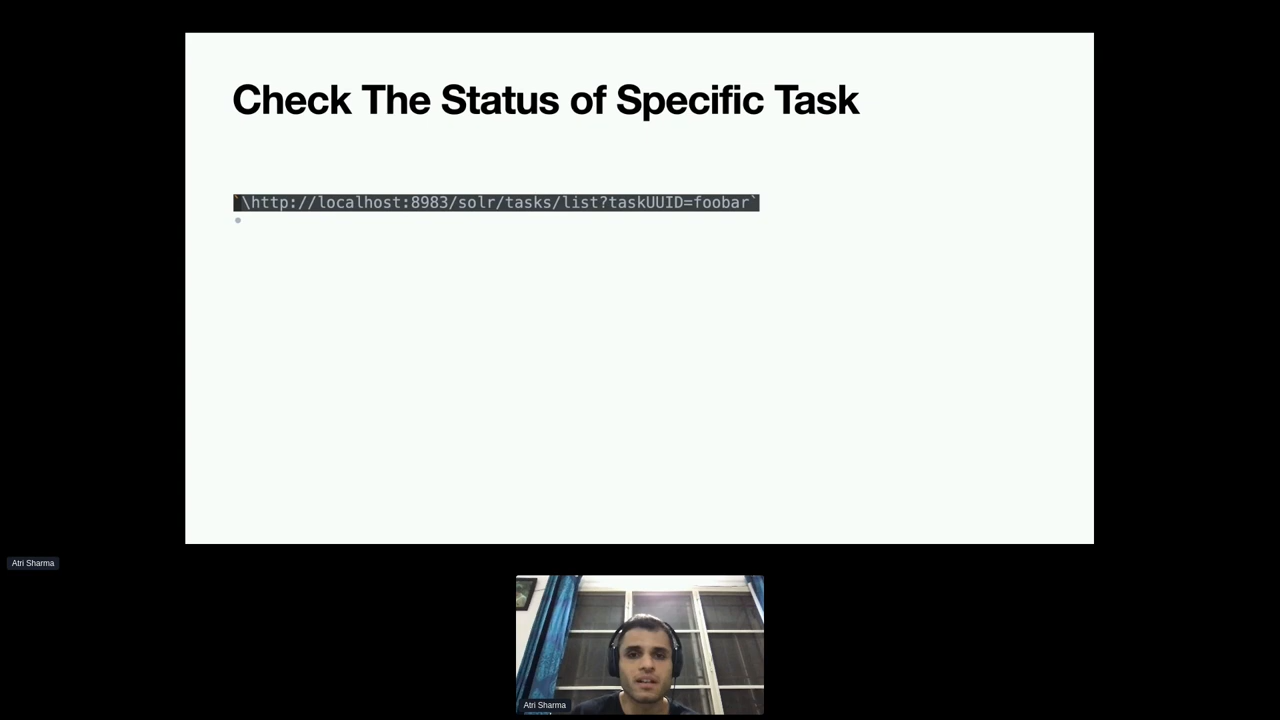 Check The Status of Specific Task
`\http://localhost:8983/solr/tasks/list?taskUUID=foobar`
Atri Sharma
Atri Sharma